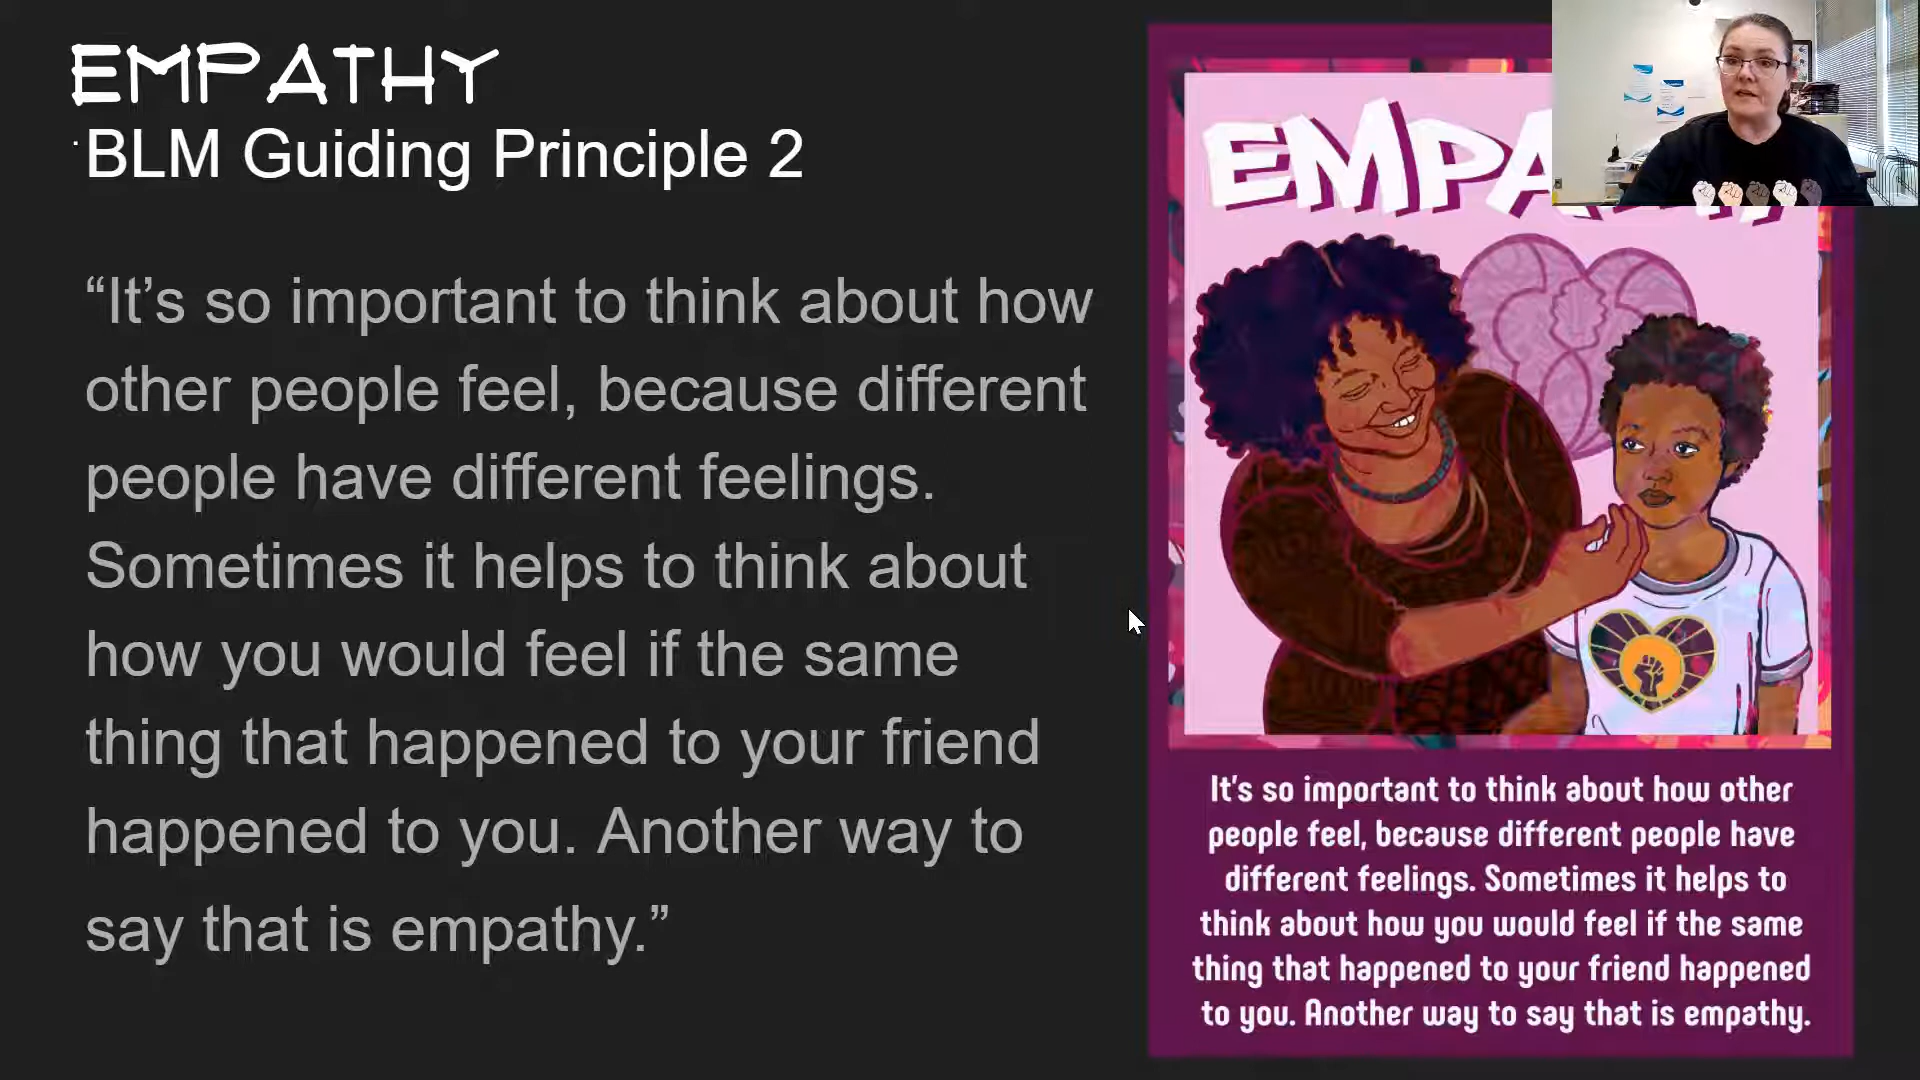 EMPATHY
BLM Guiding Principle 2
“It’s so important to think about how
other people feel, because different
people have different feelings.
Sometimes it helps to think about
how you would feel if the same
thing that happened to your friend
happened to you. Another way to
say that is empathy.”
EMPA
It's so important to think about how other
people feel, because different people have
different feelings. Sometimes it helps to
think about how you would feel if the same
thing that happened to your friend happened
to you. Another way to say that is empathy.